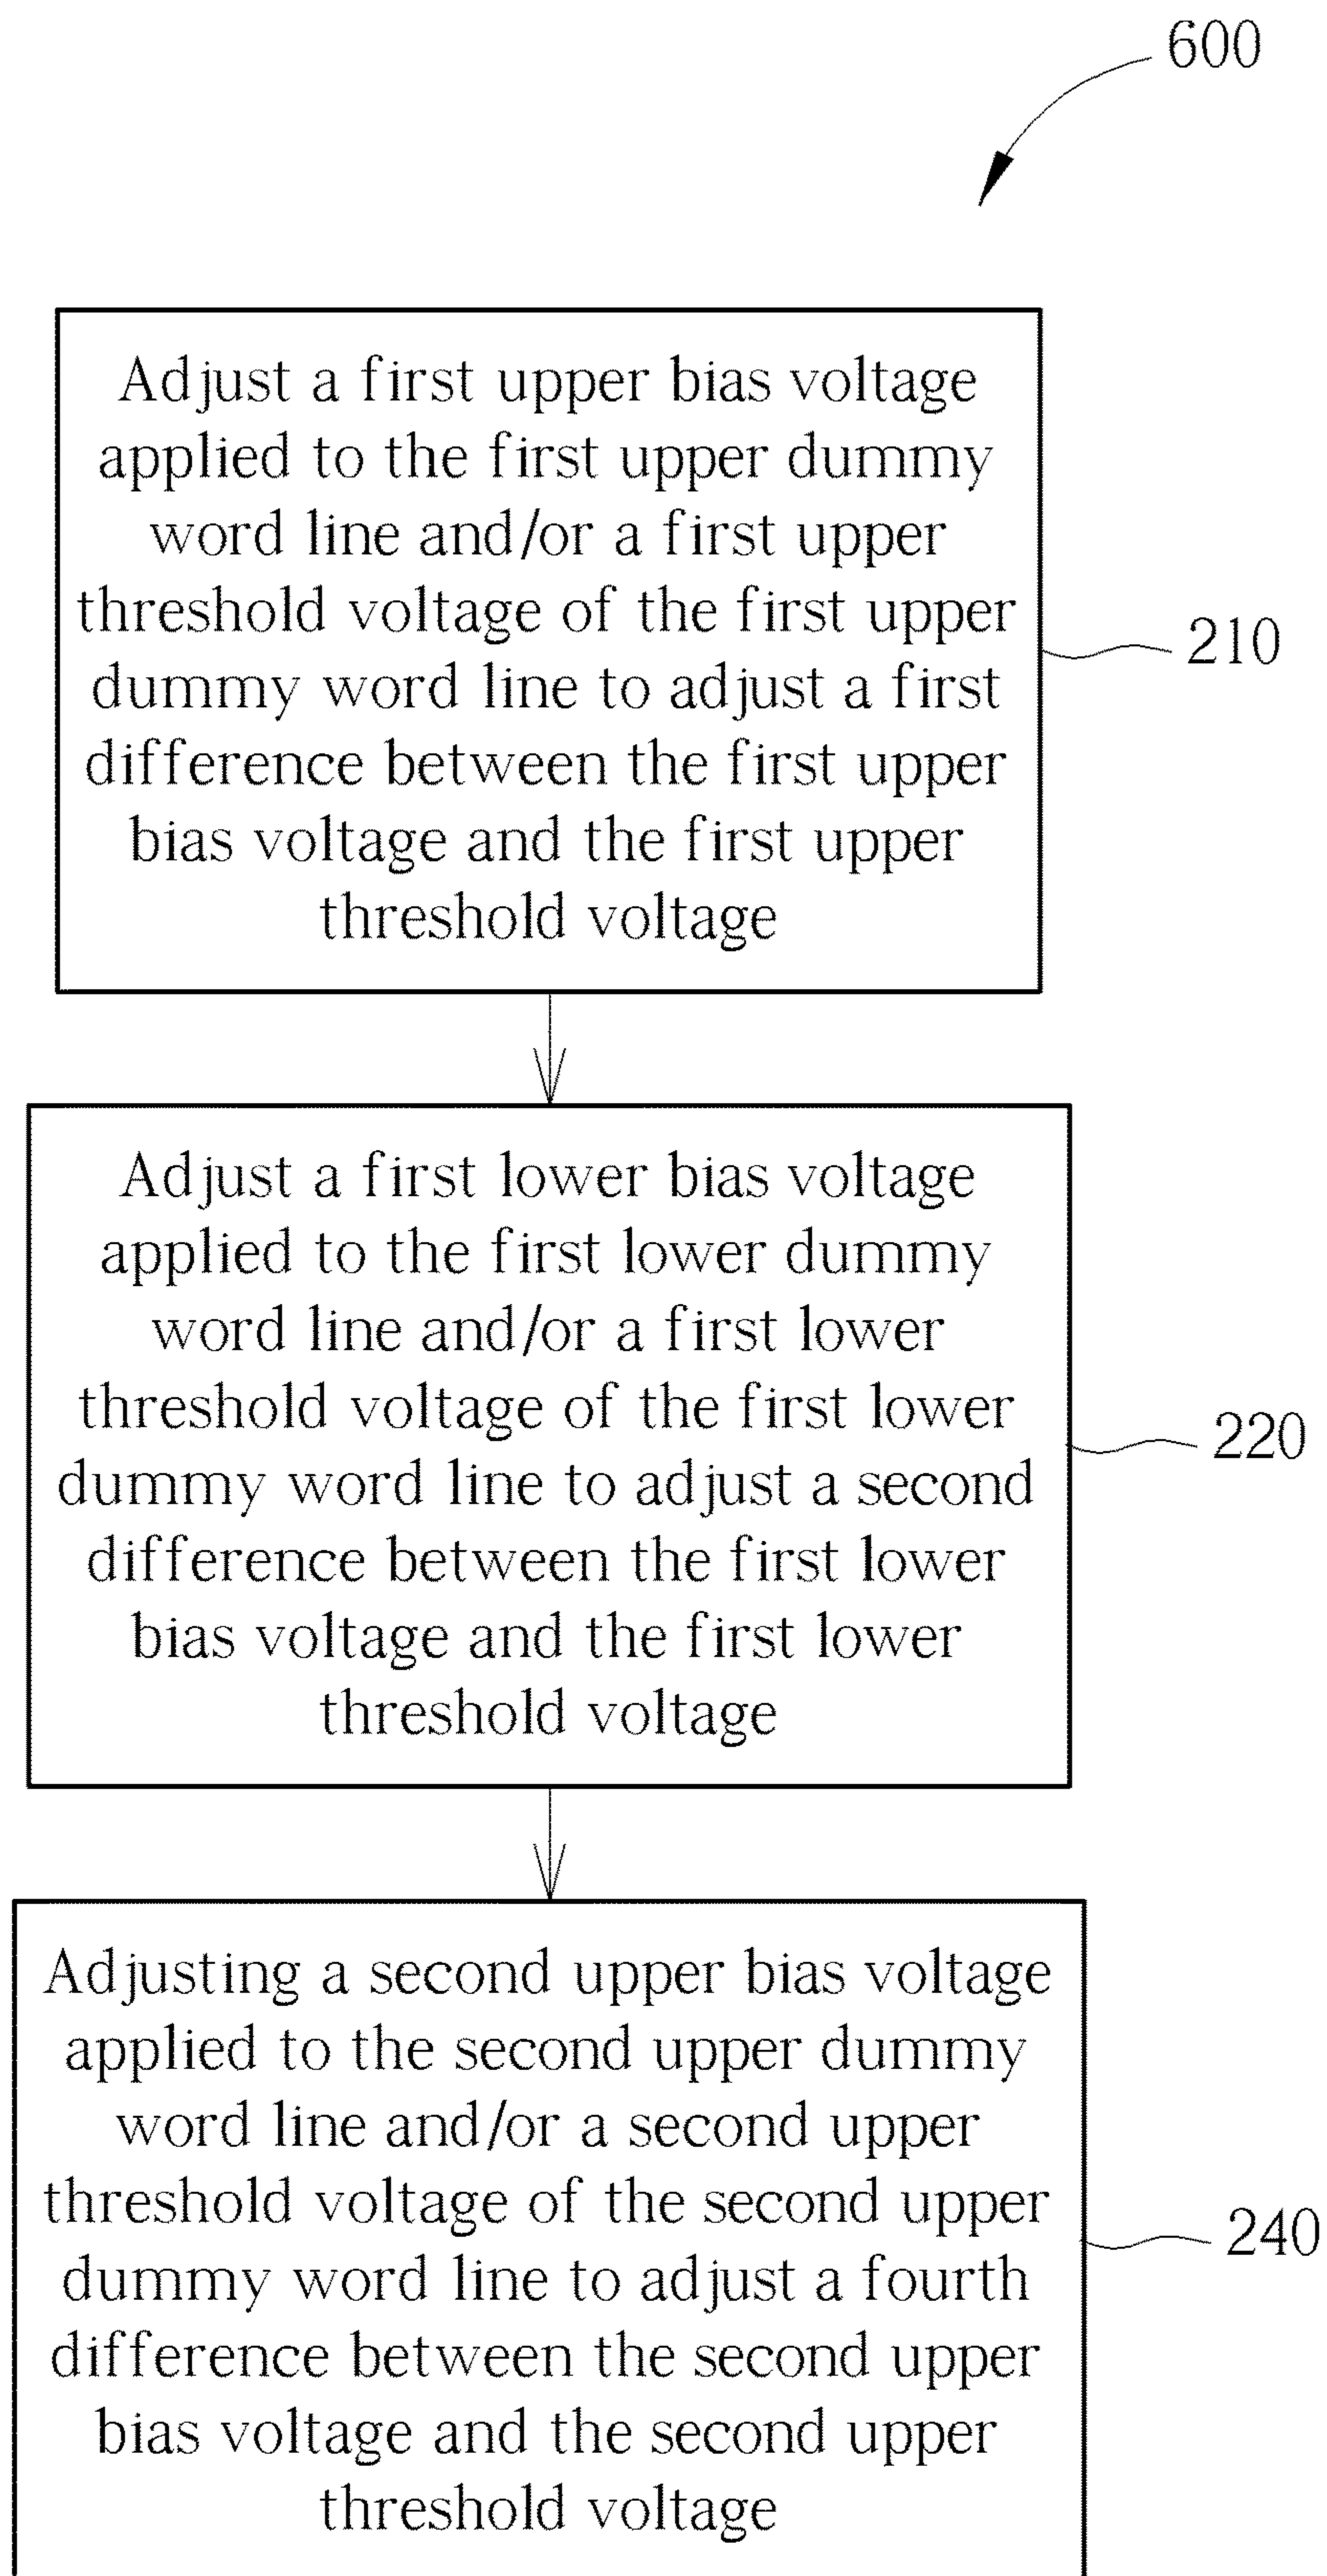 600
Adjust a first upper bias voltage
applied to the first upper dummy
word line and/or a first upper
threshold voltage of the first upper
dummy word line to adjust a first
difference between the first upper
bias voltage and the first upper
threshold voltage
210
Adjust a first lower bias voltage
applied to the first lower dummy
word line and/or a first lower
threshold voltage of the first lower
dummy word line to adjust a second
difference between the first lower
bias voltage and the first lower
threshold voltage
220
Adjusting a second upper bias voltage
applied to the second upper dummy
word line and/or a second upper
threshold voltage of the second upper
dummy word line to adjust a fourth
difference between the second upper
bias voltage and the second upper
threshold voltage
240